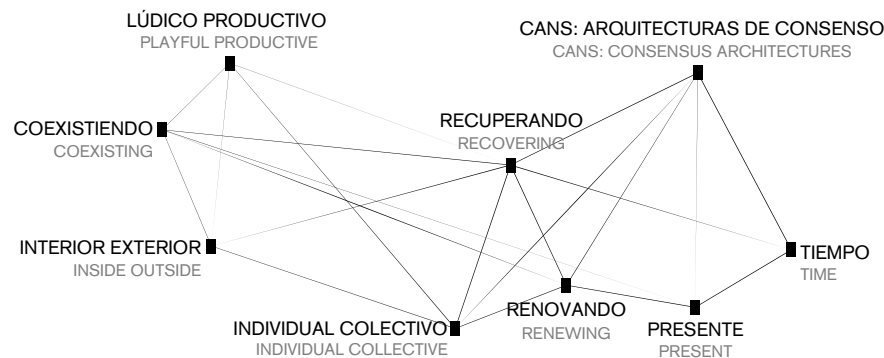 LÚDICO PRODUCTIVO
PLAYFUL PRODUCTIVE
CANS: ARQUITECTURAS DE CONSENSO
CANS: CONSENSUS ARCHITECTURES
COEXISTIENDO
COEXISTING
RECUPERANDO
RECOVERING
INTERIOR EXTERIOR
INSIDE OUTSIDE
TIEMPO
TIME
INDIVIDUAL COLECTIVO
INDIVIDUAL COLLECTIVE
RENOVANDO
RENEWING
PRESENTE
PRESENT